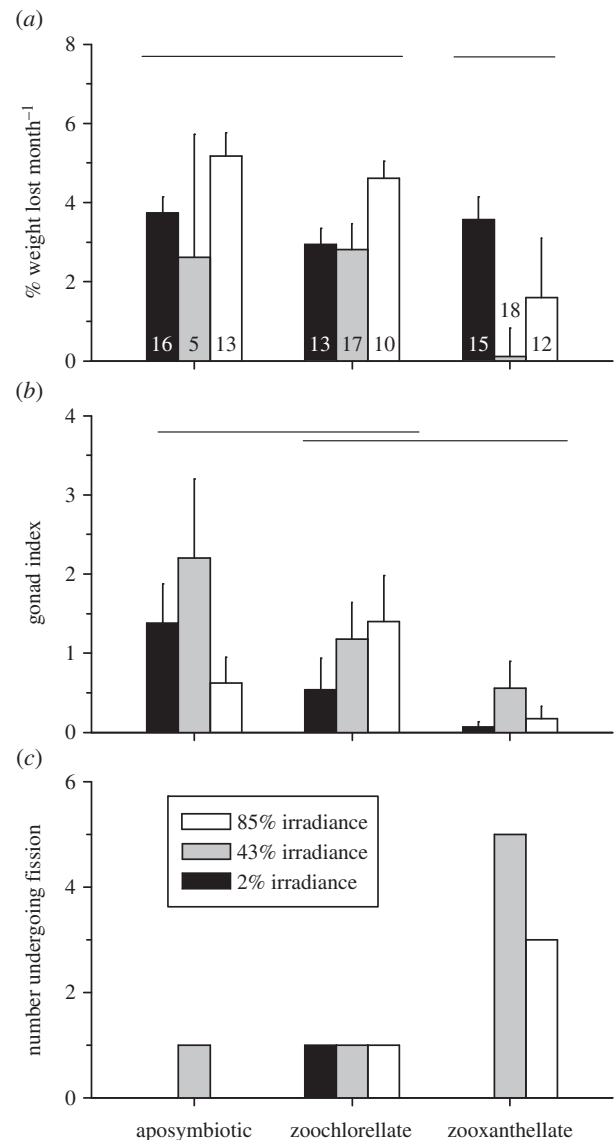 (a)
8
6
4
2
0
% weight lost month⁻¹
16 5 13 13 17 10 15 18 12
(b)
4
3
2
1
0
gonad index
(c)
6
4
2
0
number undergoing fission
85% irradiance
43% irradiance
2% irradiance
aposymbiotic zoochlorellate zooxanthellate